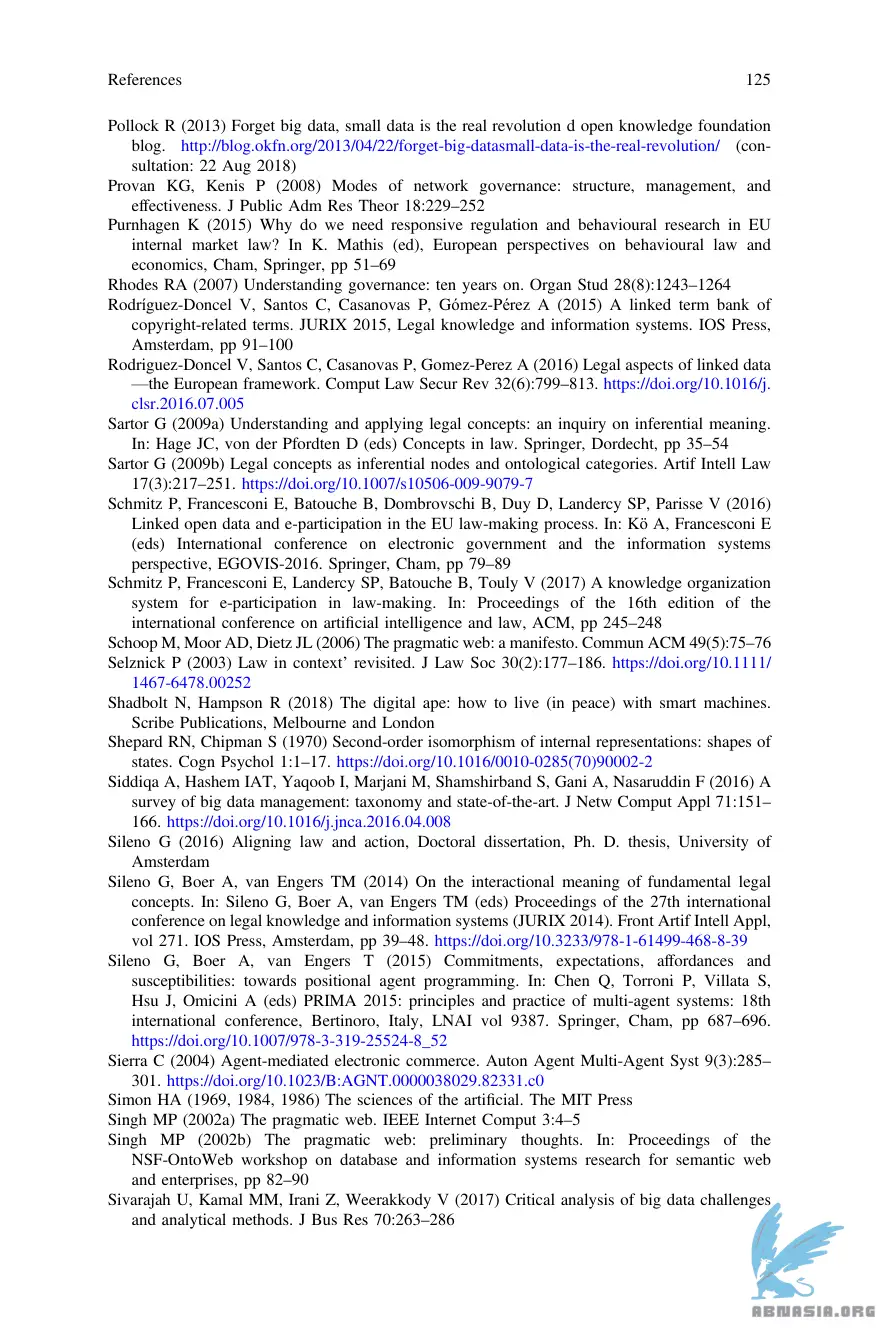 References 125
Pollock R (2013) Forget big data, small data is the real revolution d open knowledge foundation
blog. http://blog.okfn.org/2013/04/22/forget-big-datasmall-data-is-the-real-revolution/ (con-
sultation: 22 Aug 2018)
Provan KG, Kenis P (2008) Modes of network governance: structure, management, and
effectiveness. J Public Adm Res Theor 18:229–252
Purnhagen K (2015) Why do we need responsive regulation and behavioural research in EU
internal market law? In K. Mathis (ed), European perspectives on behavioural law and
economics, Cham, Springer, pp 51–69
Rhodes RA (2007) Understanding governance: ten years on. Organ Stud 28(8):1243–1264
Rodríguez-Doncel V, Santos C, Casanovas P, Gómez-Pérez A (2015) A linked term bank of
copyright-related terms. JURIX 2015, Legal knowledge and information systems. IOS Press,
Amsterdam, pp 91–100
Rodriguez-Doncel V, Santos C, Casanovas P, Gomez-Perez A (2016) Legal aspects of linked data
—the European framework. Comput Law Secur Rev 32(6):799–813. https://doi.org/10.1016/j.
clsr.2016.07.005
Sartor G (2009a) Understanding and applying legal concepts: an inquiry on inferential meaning.
In: Hage JC, von der Pfordten D (eds) Concepts in law. Springer, Dordecht, pp 35–54
Sartor G (2009b) Legal concepts as inferential nodes and ontological categories. Artif Intell Law
17(3):217–251. https://doi.org/10.1007/s10506-009-9079-7
Schmitz P, Francesconi E, Batouche B, Dombrovschi B, Duy D, Landercy SP, Parisse V (2016)
Linked open data and e-participation in the EU law-making process. In: Kö A, Francesconi E
(eds) International conference on electronic government and the information systems
perspective, EGOVIS-2016. Springer, Cham, pp 79–89
Schmitz P, Francesconi E, Landercy SP, Batouche B, Touly V (2017) A knowledge organization
system for e-participation in law-making. In: Proceedings of the 16th edition of the
international conference on artificial intelligence and law, ACM, pp 245–248
Schoop M, Moor AD, Dietz JL (2006) The pragmatic web: a manifesto. Commun ACM 49(5):75–76
Selznick P (2003) Law in context’ revisited. J Law Soc 30(2):177–186. https://doi.org/10.1111/
1467-6478.00252
Shadbolt N, Hampson R (2018) The digital ape: how to live (in peace) with smart machines.
Scribe Publications, Melbourne and London
Shepard RN, Chipman S (1970) Second-order isomorphism of internal representations: shapes of
states. Cogn Psychol 1:1–17. https://doi.org/10.1016/0010-0285(70)90002-2
Siddiqa A, Hashem IAT, Yaqoob I, Marjani M, Shamshirband S, Gani A, Nasaruddin F (2016) A
survey of big data management: taxonomy and state-of-the-art. J Netw Comput Appl 71:151–
166. https://doi.org/10.1016/j.jnca.2016.04.008
Sileno G (2016) Aligning law and action, Doctoral dissertation, Ph. D. thesis, University of
Amsterdam
Sileno G, Boer A, van Engers TM (2014) On the interactional meaning of fundamental legal
concepts. In: Sileno G, Boer A, van Engers TM (eds) Proceedings of the 27th international
conference on legal knowledge and information systems (JURIX 2014). Front Artif Intell Appl,
vol 271. IOS Press, Amsterdam, pp 39–48. https://doi.org/10.3233/978-1-61499-468-8-39
Sileno G, Boer A, van Engers T (2015) Commitments, expectations, affordances and
susceptibilities: towards positional agent programming. In: Chen Q, Torroni P, Villata S,
Hsu J, Omicini A (eds) PRIMA 2015: principles and practice of multi-agent systems: 18th
international conference, Bertinoro, Italy, LNAI vol 9387. Springer, Cham, pp 687–696.
https://doi.org/10.1007/978-3-319-25524-8_52
Sierra C (2004) Agent-mediated electronic commerce. Auton Agent Multi-Agent Syst 9(3):285–
301. https://doi.org/10.1023/B:AGNT.0000038029.82331.c0
Simon HA (1969, 1984, 1986) The sciences of the artificial. The MIT Press
Singh MP (2002a) The pragmatic web. IEEE Internet Comput 3:4–5
Singh MP (2002b) The pragmatic web: preliminary thoughts. In: Proceedings of the
NSF-OntoWeb workshop on database and information systems research for semantic web
and enterprises, pp 82–90
Sivarajah U, Kamal MM, Irani Z, Weerakkody V (2017) Critical analysis of big data challenges
and analytical methods. J Bus Res 70:263–286
ABNASIA.ORG